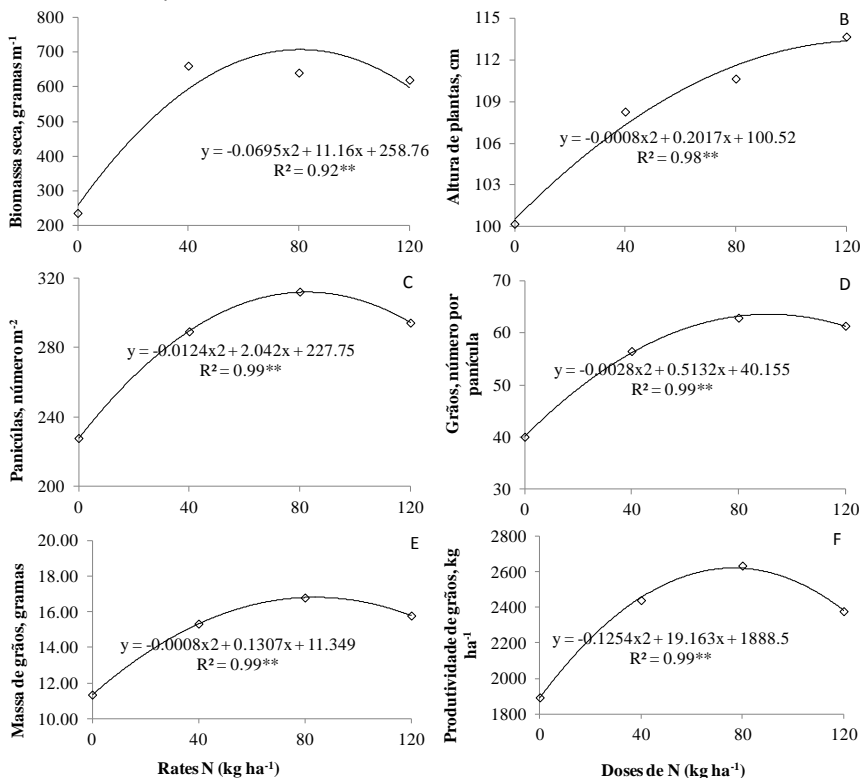 800
700
600
500
400
300
200
0 40 80 120
Biomassa seca, gramas m-1
y = -0.0695x2 + 11.16x + 258.76
R² = 0.92**
B
115
112
109
106
103
100
0 40 80 120
Altura de plantas, cm
y = -0.0008x2 + 0.2017x + 100.52
R² = 0.98**
C
320
280
240
200
0 40 80 120
Panicúlas, número m-2
y = -0.0124x2 + 2.042x + 227.75
R² = 0.99**
D
70
60
50
40
30
0 40 80 120
Grãos, número por
panícula
y = -0.0028x2 + 0.5132x + 40.155
R² = 0.99**
E
20.00
18.00
16.00
14.00
12.00
10.00
0 40 80 120
Massa de grãos, gramas
y = -0.0008x2 + 0.1307x + 11.349
R² = 0.99**
Rates N (kg ha-1)
F
2800
2600
2400
2200
2000
1800
0 40 80 120
Produtividade de grãos, kg
ha-1
y = -0.1254x2 + 19.163x + 1888.5
R² = 0.99**
Doses de N (kg ha-1)